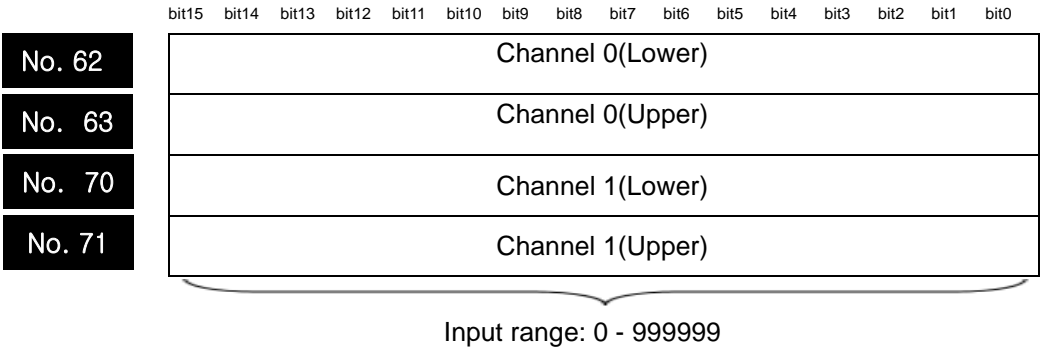 bit15 bit14 bit13 bit12 bit11 bit10 bit9 bit8 bit7 bit6 bit5 bit4 bit3 bit2 bit1 bit0
No. 62 Channel 0(Lower)
No. 63 Channel 0(Upper)
No. 70 Channel 1(Lower)
No. 71 Channel 1(Upper)
Input range: 0 - 999999